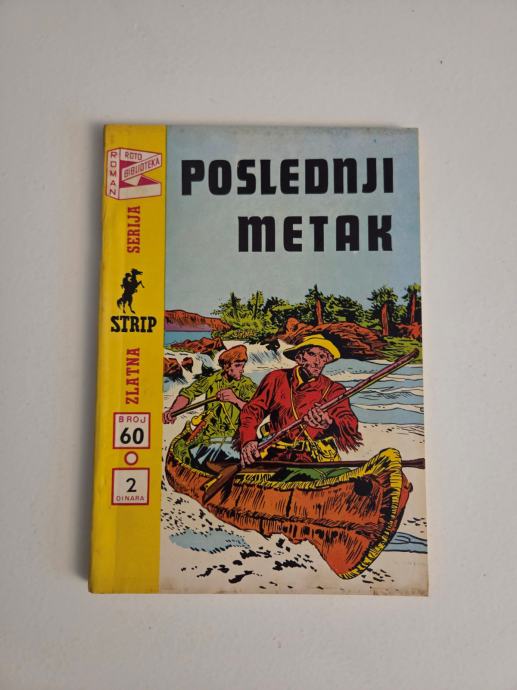 ROMAN
ROTO
BIBLIOTEKA
POSLEDNJI
METAK
ZLATNA SERIJA
STRIP
BROJ
60
2
DINARA